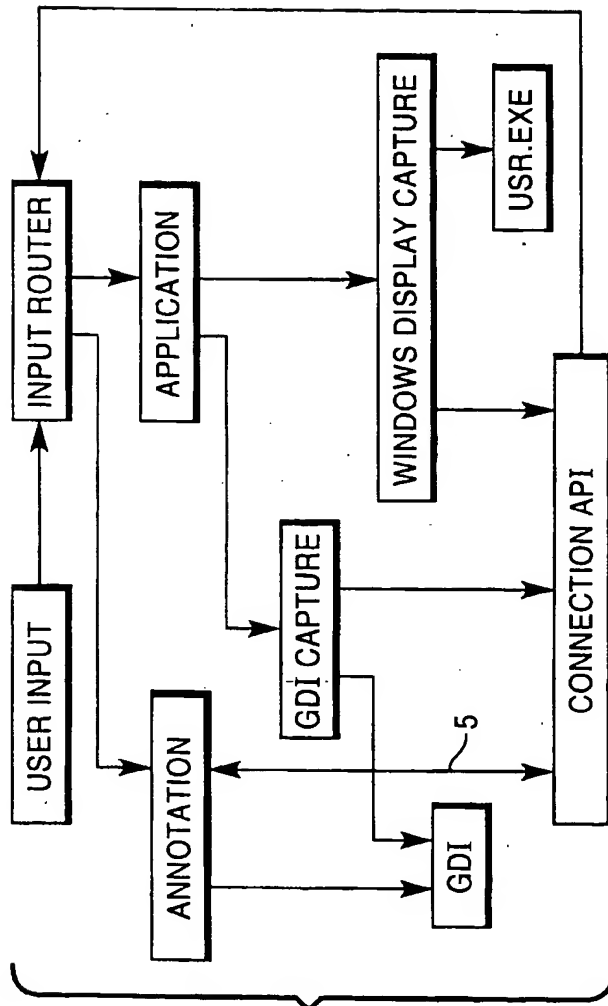 USER INPUT
INPUT ROUTER
ANNOTATION
APPLICATION
GDI CAPTURE
WINDOWS DISPLAY CAPTURE
5
GDI
USR.EXE
CONNECTION API